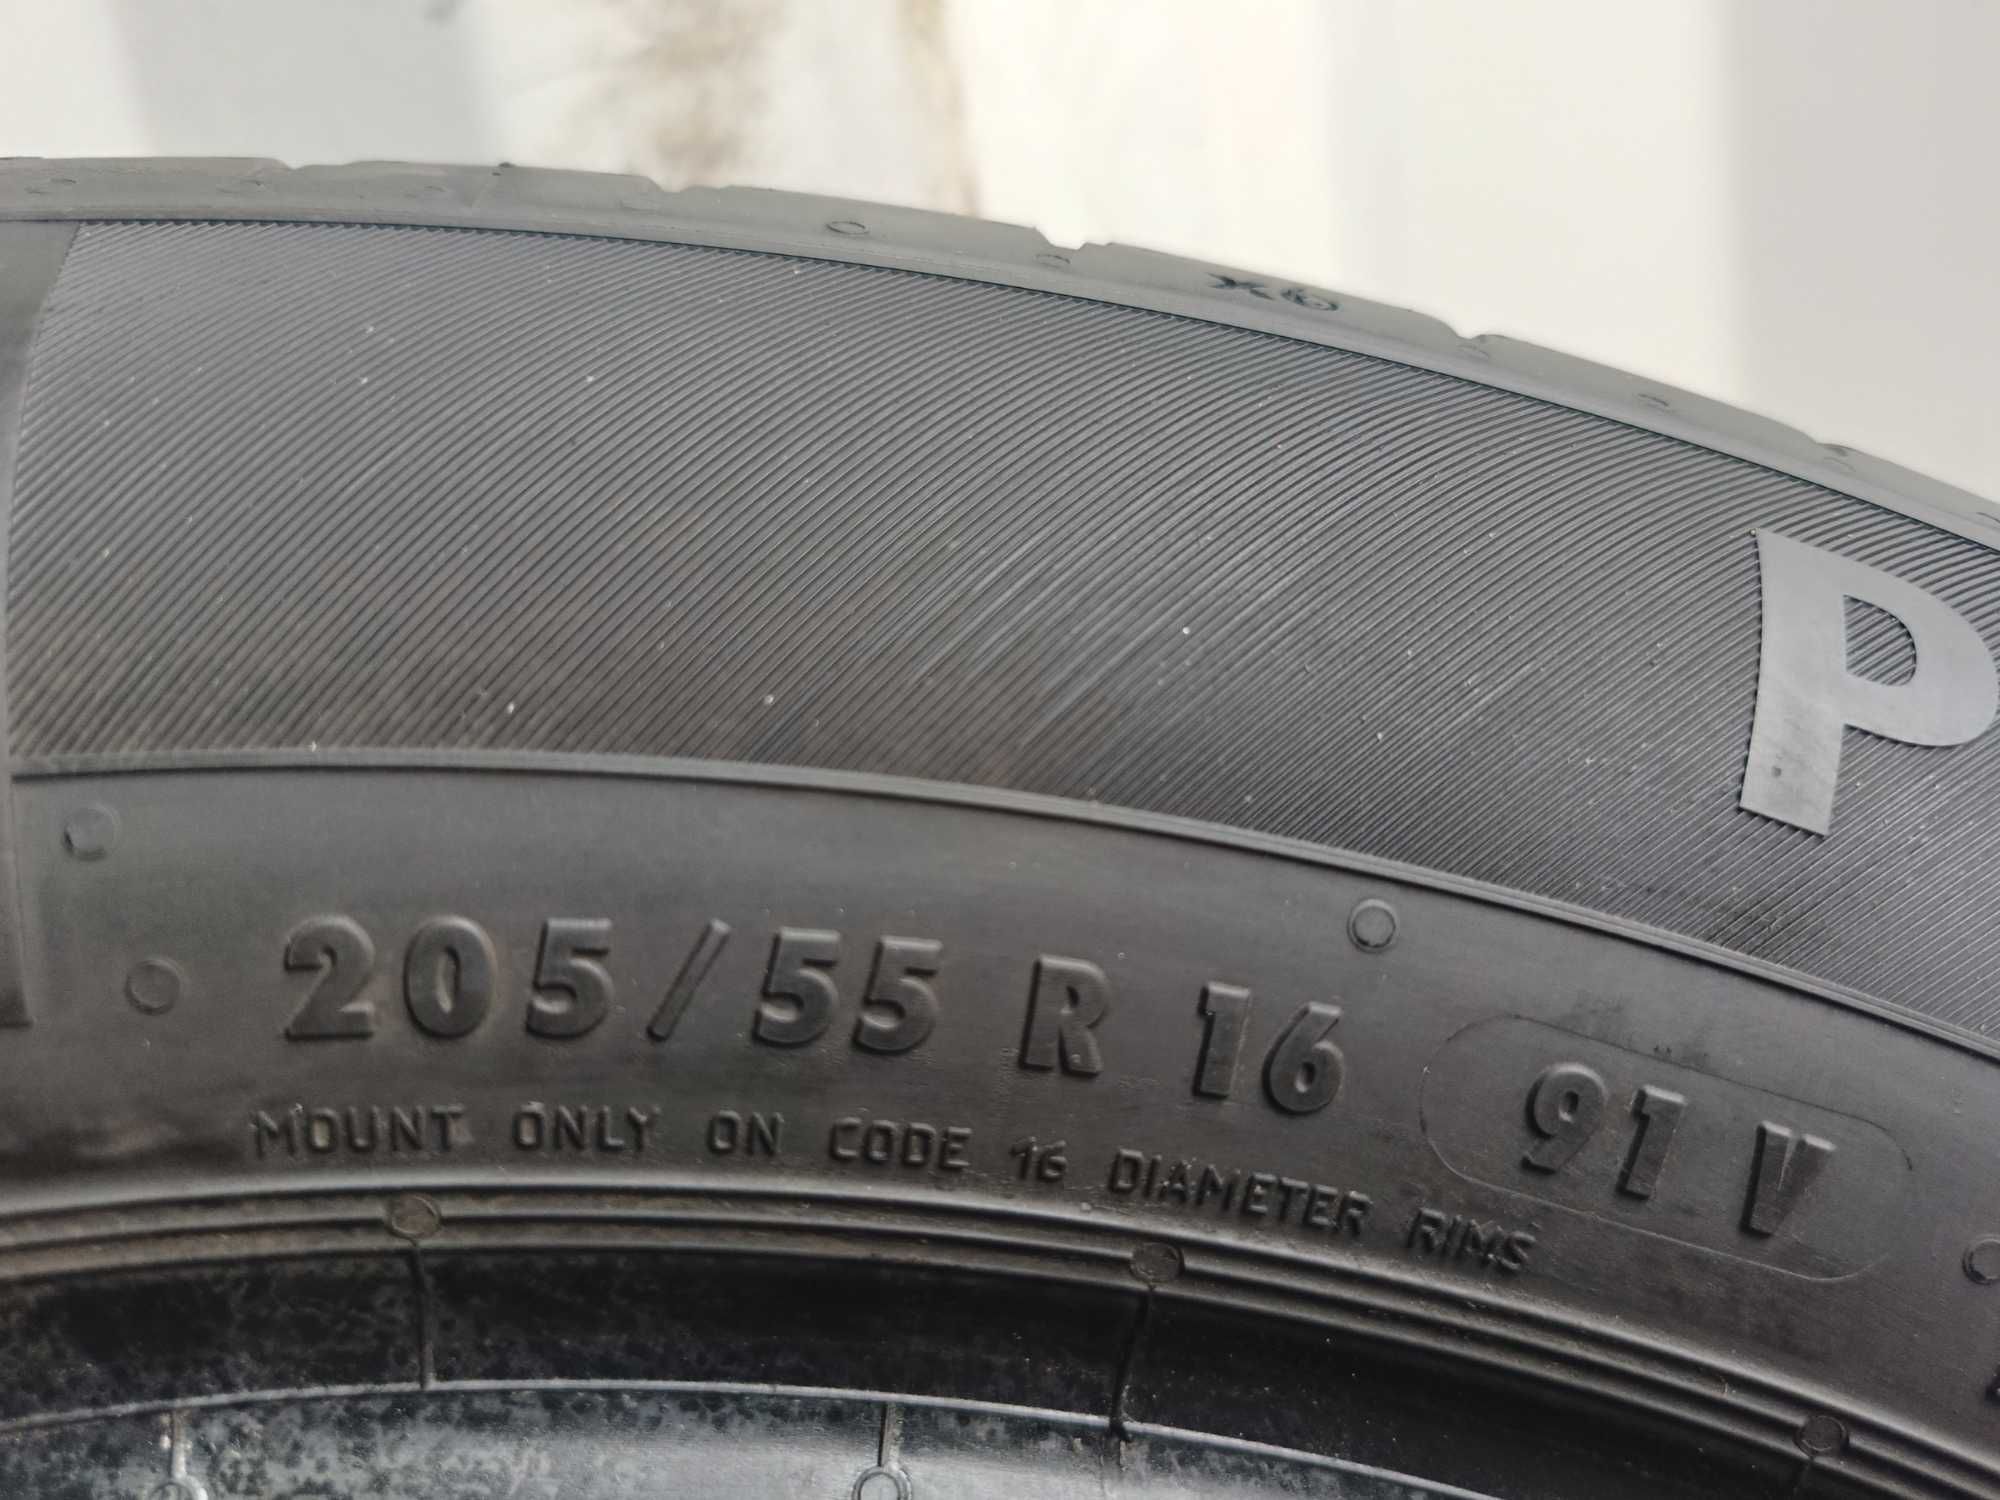 P
205/55 R 16 91 V
MOUNT ONLY ON CODE 16 DIAMETER RIMS